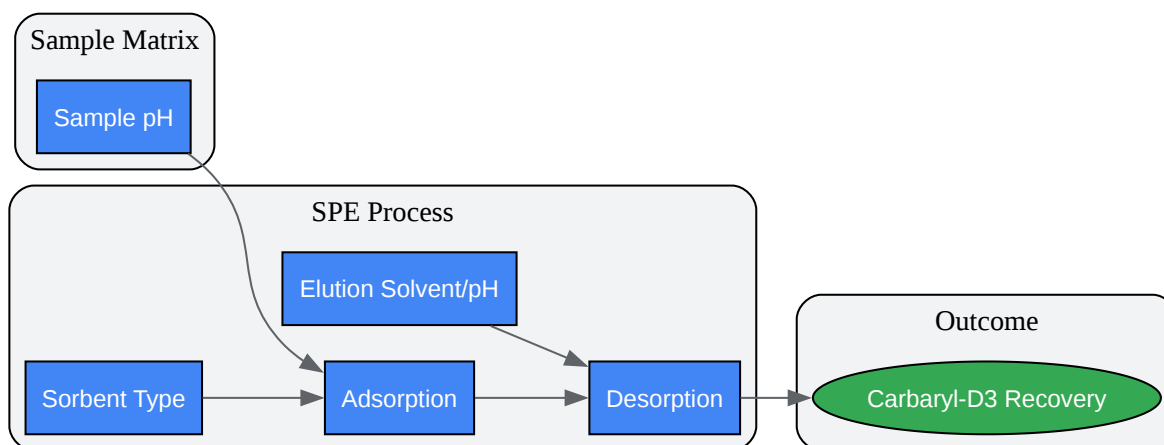 Sample Matrix
Sample pH
SPE Process
Elution Solvent/pH
Outcome
Sorbent Type
Adsorption
Desorption
Carbaryl-D3 Recovery